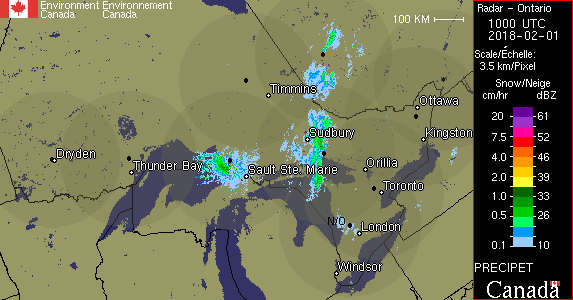 Environment Environnement
Canada Canada
100 KM
Radar - Ontario
1000 UTC
2018-02-01
Scale/Échelle:
3.5 km/Pixel
Snow/Neige
cm/hr dBZ
20 61
7.5 52
4.0 46
2.0 39
1.0 33
0.5 26
0.1 10
PRECIPET
Canada
Timmins
Ottawa
Sudbury
Kingston
Dryden
Thunder Bay
Sault Ste. Marie
Orillia
Toronto
N/O
London
Windsor